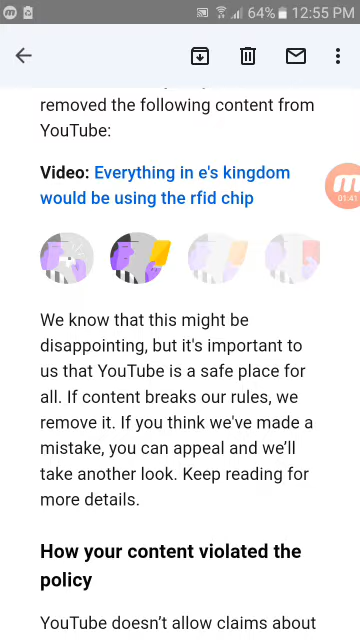 64% 12:55 PM
removed the following content from
YouTube:
Video: Everything in e's kingdom
would be using the rfid chip
01:41
We know that this might be
disappointing, but it's important to
us that YouTube is a safe place for
all. If content breaks our rules, we
remove it. If you think we've made a
mistake, you can appeal and we'll
take another look. Keep reading for
more details.
How your content violated the
policy
YouTube doesn't allow claims about